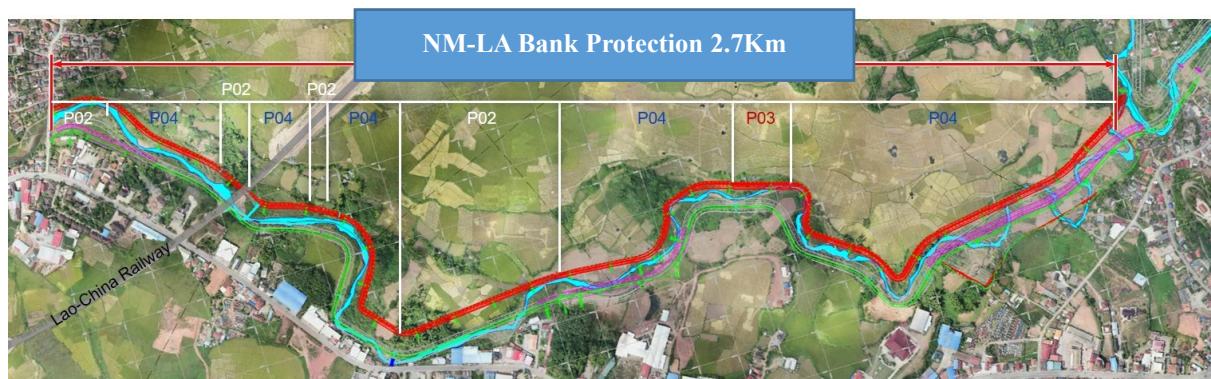 NM-LA Bank Protection 2.7Km
P02 P02
P02 P04 P04 P04 P02 P04 P03 P04
Lao-China Railway